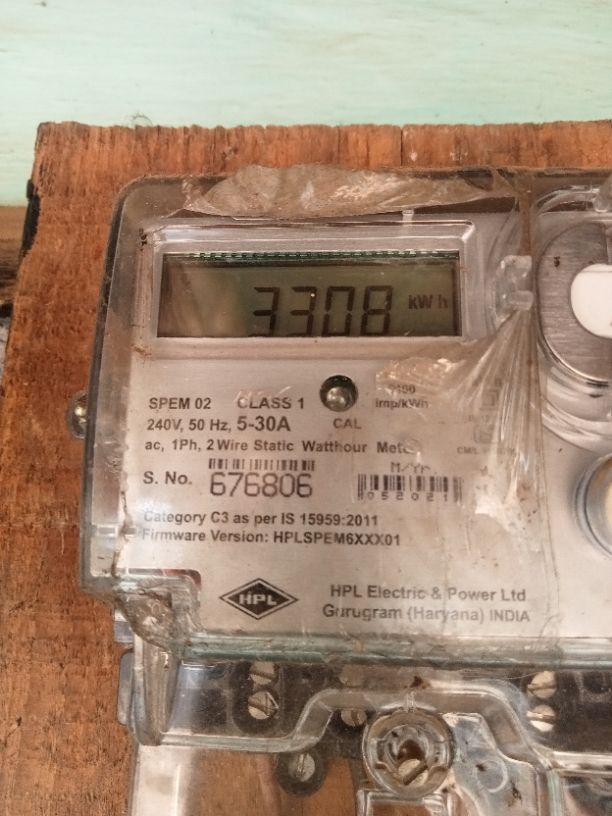 3308 kWh
SPEM 02 CLASS 1
imp/kWh
240V, 50 Hz, 5-30A CAL
ac, 1Ph, 2 Wire Static Watthour
M/Yr.
S. No. 676806 052021
Category C3 as per IS 15959:2011
Firmware Version: HPLSPEM6XXX01
HPL
HPL Electric & Power Ltd
Gurugram (Haryana) INDIA